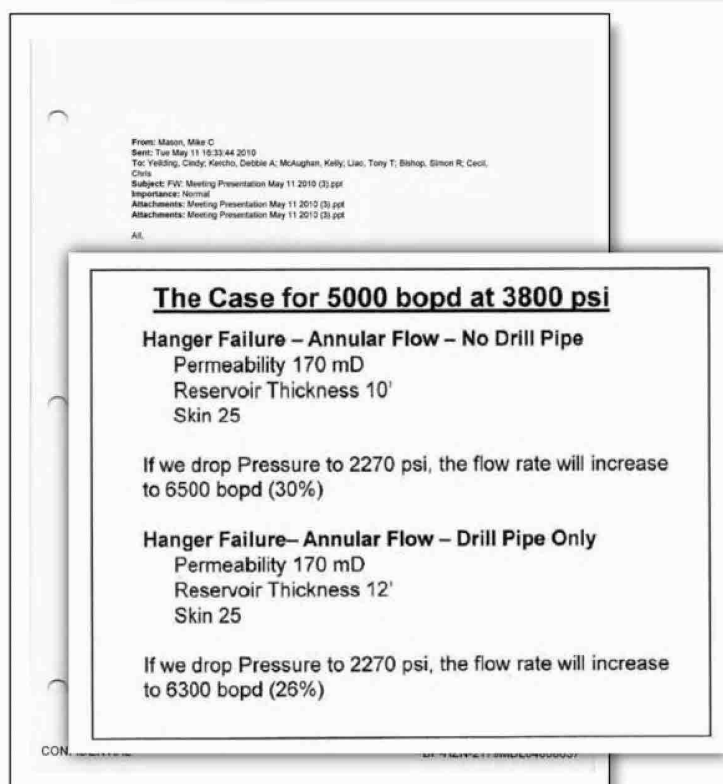 From: Mason, Mike C
Sent: Tue May 11 16:33:44 2010
To: Yeilding, Cindy; Kercho, Debbie A; McAughan, Kelly; Liao, Tony T; Bishop, Simon R; Cecil,
Chris
Subject: FW: Meeting Presentation May 11 2010 (3).ppt
Importance: Normal
Attachments: Meeting Presentation May 11 2010 (3).ppt
Attachments: Meeting Presentation May 11 2010 (3).ppt
All,
The Case for 5000 bopd at 3800 psi
Hanger Failure – Annular Flow – No Drill Pipe
Permeability 170 mD
Reservoir Thickness 10'
Skin 25
If we drop Pressure to 2270 psi, the flow rate will increase
to 6500 bopd (30%)
Hanger Failure– Annular Flow – Drill Pipe Only
Permeability 170 mD
Reservoir Thickness 12'
Skin 25
If we drop Pressure to 2270 psi, the flow rate will increase
to 6300 bopd (26%)